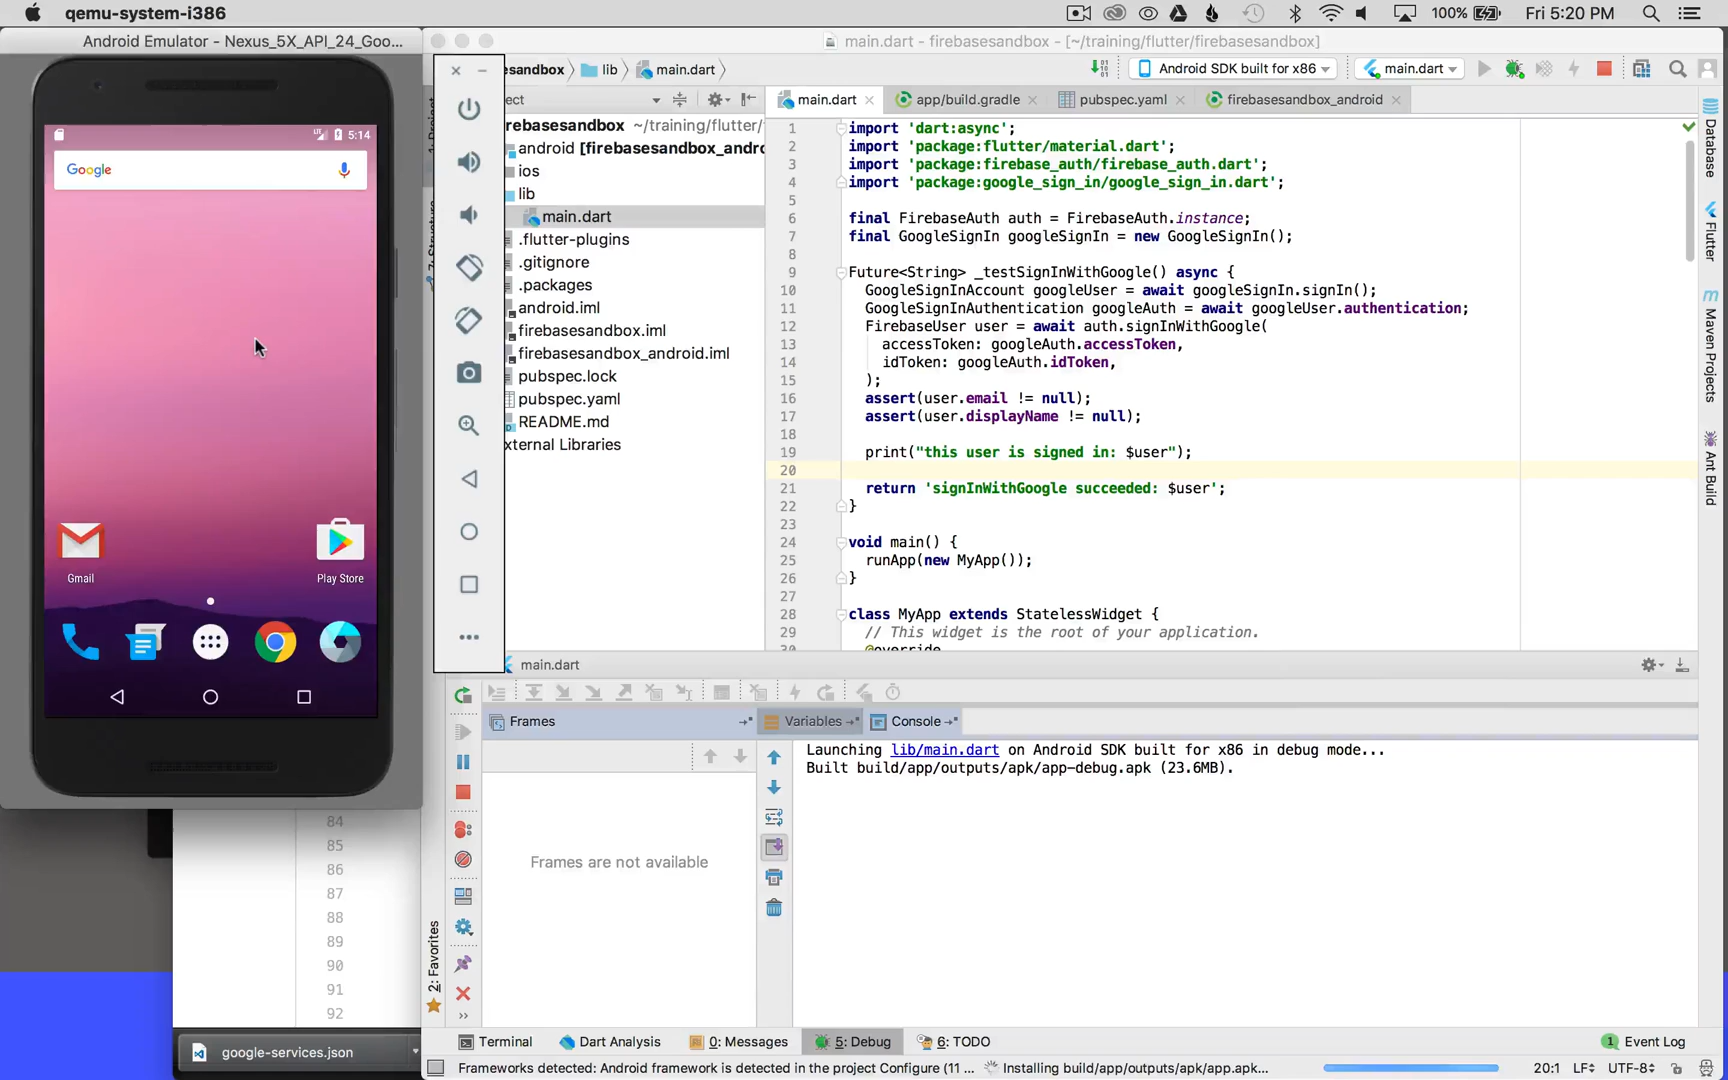 qemu-system-i386
100%
Fri 5:20 PM
Android Emulator - Nexus_5X_API_24_Goo...
main.dart - firebasesandbox - [~/training/flutter/firebasesandbox]
sandbox
lib
main.dart
Android SDK built for x86
main.dart
ect
main.dart
app/build.gradle
pubspec.yaml
firebasesandbox_android
5:14
Google
Gmail
Play Store
irebasesandbox ~/training/flutter/
android [firebasesandbox_andro
ios
lib
main.dart
.flutter-plugins
.gitignore
.packages
android.iml
firebasesandbox.iml
firebasesandbox_android.iml
pubspec.lock
pubspec.yaml
README.md
xternal Libraries
1 import 'dart:async';
2 import 'package:flutter/material.dart';
3 import 'package:firebase_auth/firebase_auth.dart';
4 import 'package:google_sign_in/google_sign_in.dart';
5
6 final FirebaseAuth auth = FirebaseAuth.instance;
7 final GoogleSignIn googleSignIn = new GoogleSignIn();
8
9 Future<String> _testSignInWithGoogle() async {
10 GoogleSignInAccount googleUser = await googleSignIn.signIn();
11 GoogleSignInAuthentication googleAuth = await googleUser.authentication;
12 FirebaseUser user = await auth.signInWithGoogle(
13 accessToken: googleAuth.accessToken,
14 idToken: googleAuth.idToken,
15 );
16 assert(user.email != null);
17 assert(user.displayName != null);
18
19 print("this user is signed in: $user");
20
21 return 'signInWithGoogle succeeded: $user';
22 }
23
24 void main() {
25 runApp(new MyApp());
26 }
27
28 class MyApp extends StatelessWidget {
29 // This widget is the root of your application.
30 @override
Database
Flutter
Maven Projects
Ant Build
main.dart
Frames
Variables
Console
Frames are not available
Launching lib/main.dart on Android SDK built for x86 in debug mode...
Built build/app/outputs/apk/app-debug.apk (23.6MB).
84
85
86
87
88
89
90
91
92
2: Favorites
google-services.json
Terminal
Dart Analysis
0: Messages
5: Debug
6: TODO
1 Event Log
Frameworks detected: Android framework is detected in the project Configure (11 ...
Installing build/app/outputs/apk/app.apk...
20:1
LF
UTF-8